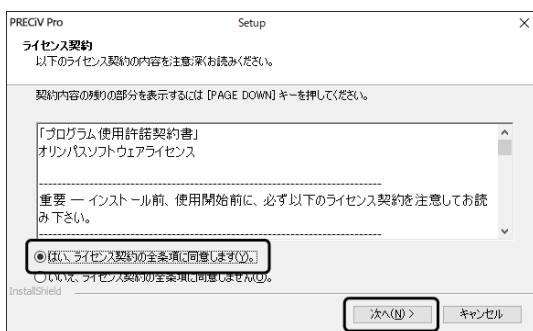 PRECiV Pro
Setup
ライセンス契約
以下のライセンス契約の内容を注意深くお読みください。
契約内容の残りの部分を表示するには [PAGE DOWN] キーを押してください。
「プログラム使用許諾契約書」
オリンパスソフトウェアライセンス
--------------------------------------------------------------------
重要 ― インストール前、使用開始前に、必ず以下のライセンス契約を注意してお読
み下さい。
--------------------------------------------------------------------
はい、ライセンス契約の全条項に同意します(Y)。
いいえ、ライセンス契約の全条項に同意しません(O)。
InstallShield
次へ(N) >
キャンセル